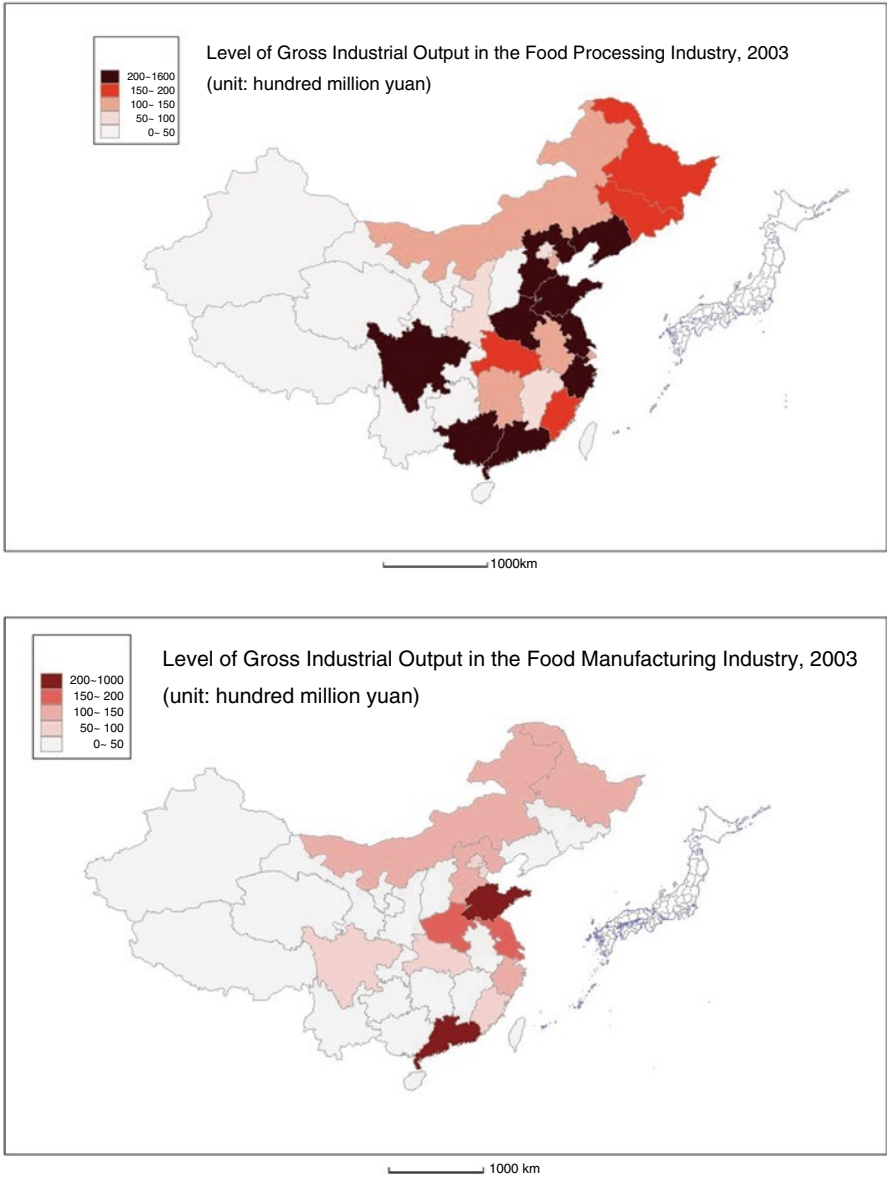 Level of Gross Industrial Output in the Food Processing Industry, 2003
(unit: hundred million yuan)
200~1600
150~ 200
100~ 150
50~ 100
0~ 50
1000km
Level of Gross Industrial Output in the Food Manufacturing Industry, 2003
(unit: hundred million yuan)
200~1000
150~ 200
100~ 150
50~ 100
0~ 50
1000 km